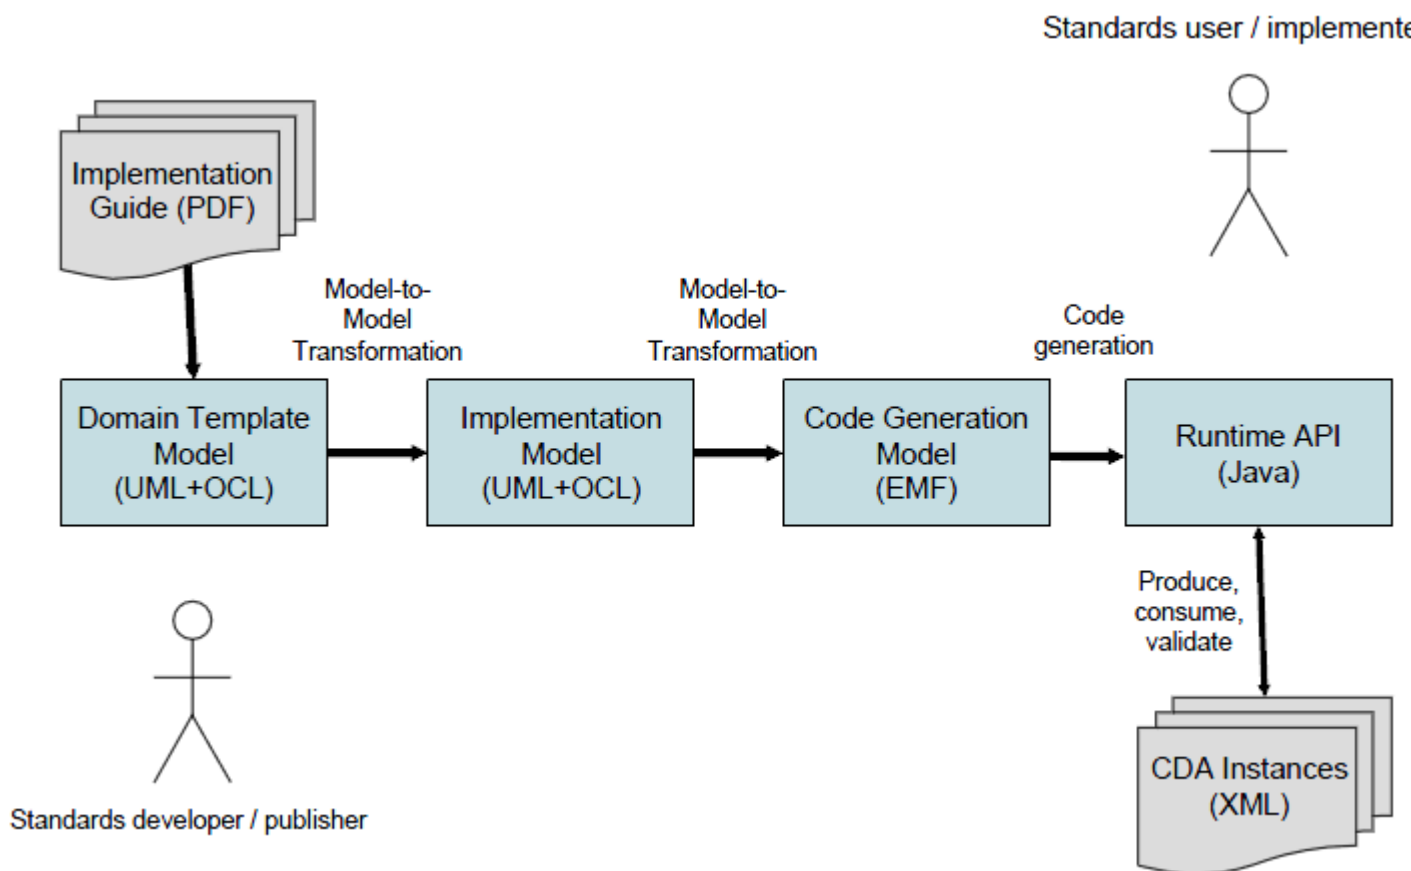 Standards user / implemente
Implementation
Guide (PDF)
Model-to-
Model
Transformation
Model-to-
Model
Transformation
Code
generation
Domain Template
Model
(UML+OCL)
Implementation
Model
(UML+OCL)
Code Generation
Model
(EMF)
Runtime API
(Java)
Produce,
consume,
validate
Standards developer / publisher
CDA Instances
(XML)